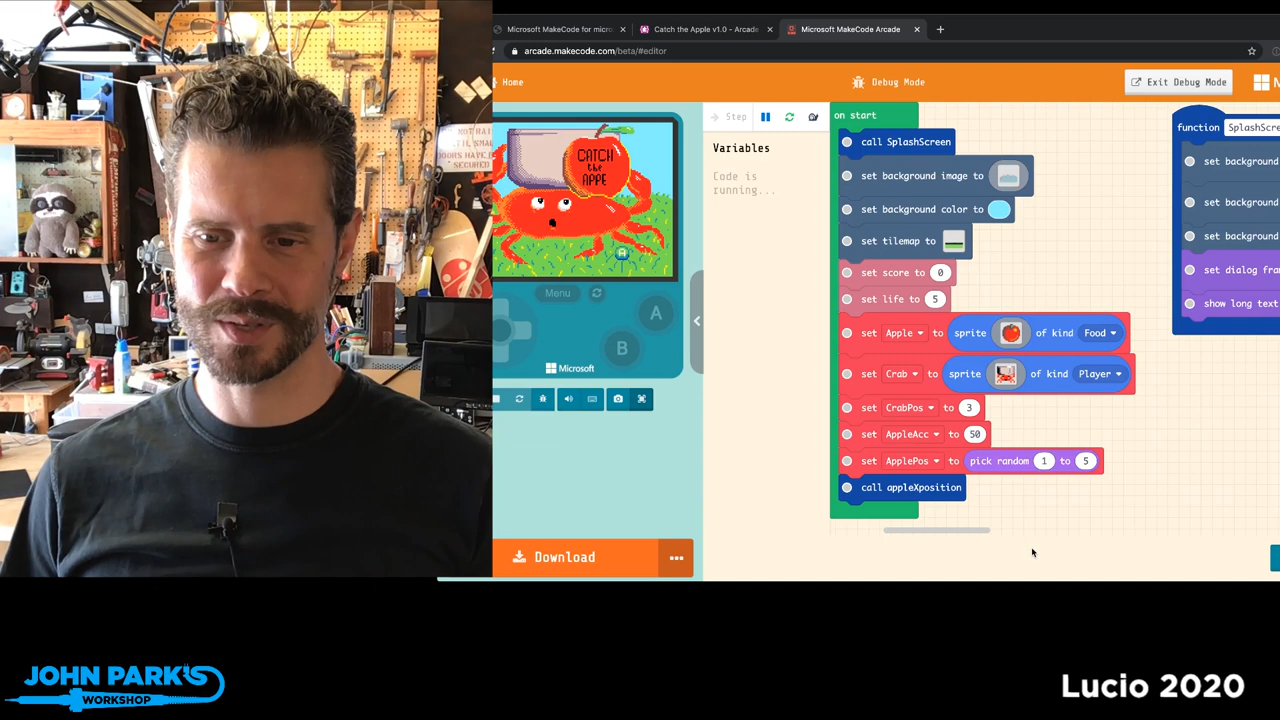 Microsoft MakeCode for micro
Catch the Apple v1.0 - Arcade
Microsoft MakeCode Arcade
arcade.makecode.com/beta/#editor
Home
Debug Mode
Exit Debug Mode
Step
Variables
Code is
running...
CATCH
the
APPE
A
Menu
A
B
Microsoft
Download
on start
call SplashScreen
set background image to
set background color to
set tilemap to
set score to 0
set life to 5
set Apple to sprite of kind Food
set Crab to sprite of kind Player
set CrabPos to 3
set AppleAcc to 50
set ApplePos to pick random 1 to 5
call appleXposition
function SplashScre
set background
set background
set background
set dialog fra
show long text
JOHN PARK'S
WORKSHOP
Lucio 2020